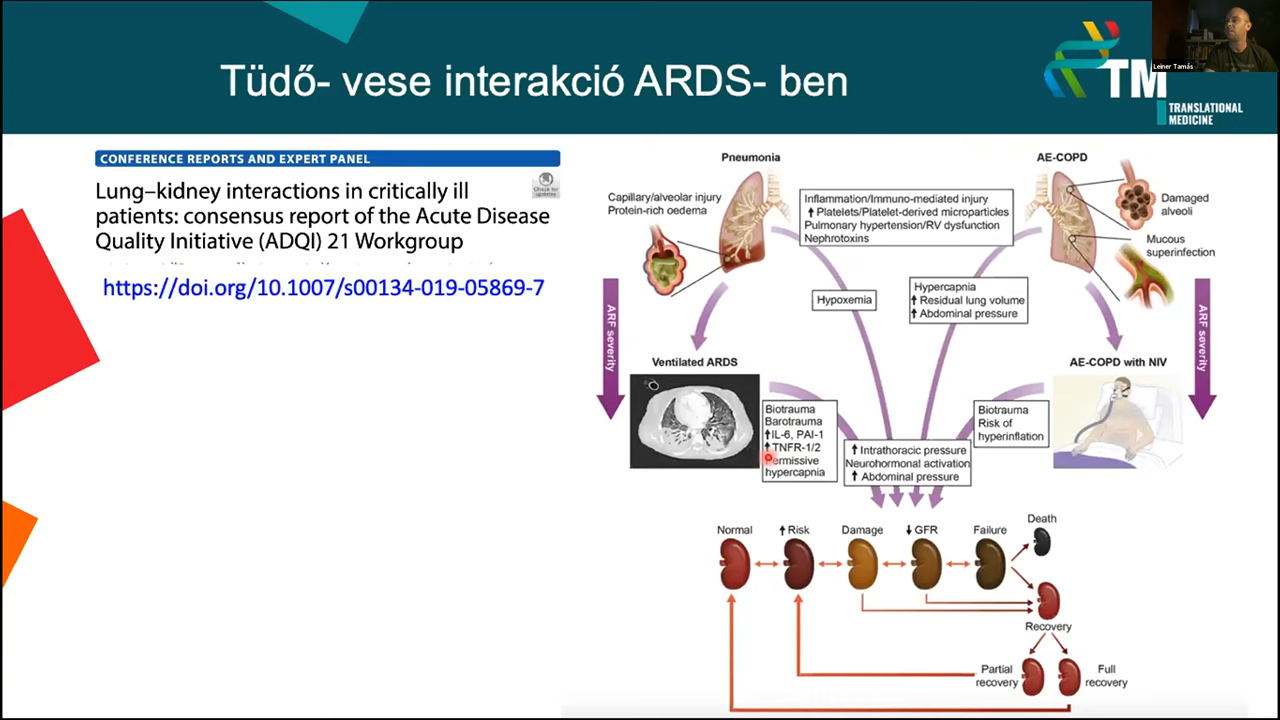 Tüdő- vese interakció ARDS- ben
Leiner Tamás
TM
TRANSLATIONAL
MEDICINE
CONFERENCE REPORTS AND EXPERT PANEL
Lung–kidney interactions in critically ill
patients: consensus report of the Acute Disease
Quality Initiative (ADQI) 21 Workgroup
Check for
updates
https://doi.org/10.1007/s00134-019-05869-7
Pneumonia
AE-COPD
Capillary/alveolar injury
Protein-rich oedema
Inflammation/Immuno-mediated injury
↑ Platelets/Platelet-derived microparticles
Pulmonary hypertension/RV dysfunction
Nephrotoxins
Damaged
alveoli
Mucous
superinfection
Hypoxemia
Hypercapnia
↑ Residual lung volume
↑ Abdominal pressure
ARF severity
ARF severity
Ventilated ARDS
AE-COPD with NIV
Biotrauma
Barotrauma
↑IL-6, PAI-1
↑TNFR-1/2
Permissive
hypercapnia
Biotrauma
Risk of
hyperinflation
↑ Intrathoracic pressure
Neurohormonal activation
↑ Abdominal pressure
Normal
↑ Risk
Damage
↓ GFR
Failure
Death
Recovery
Partial
recovery
Full
recovery